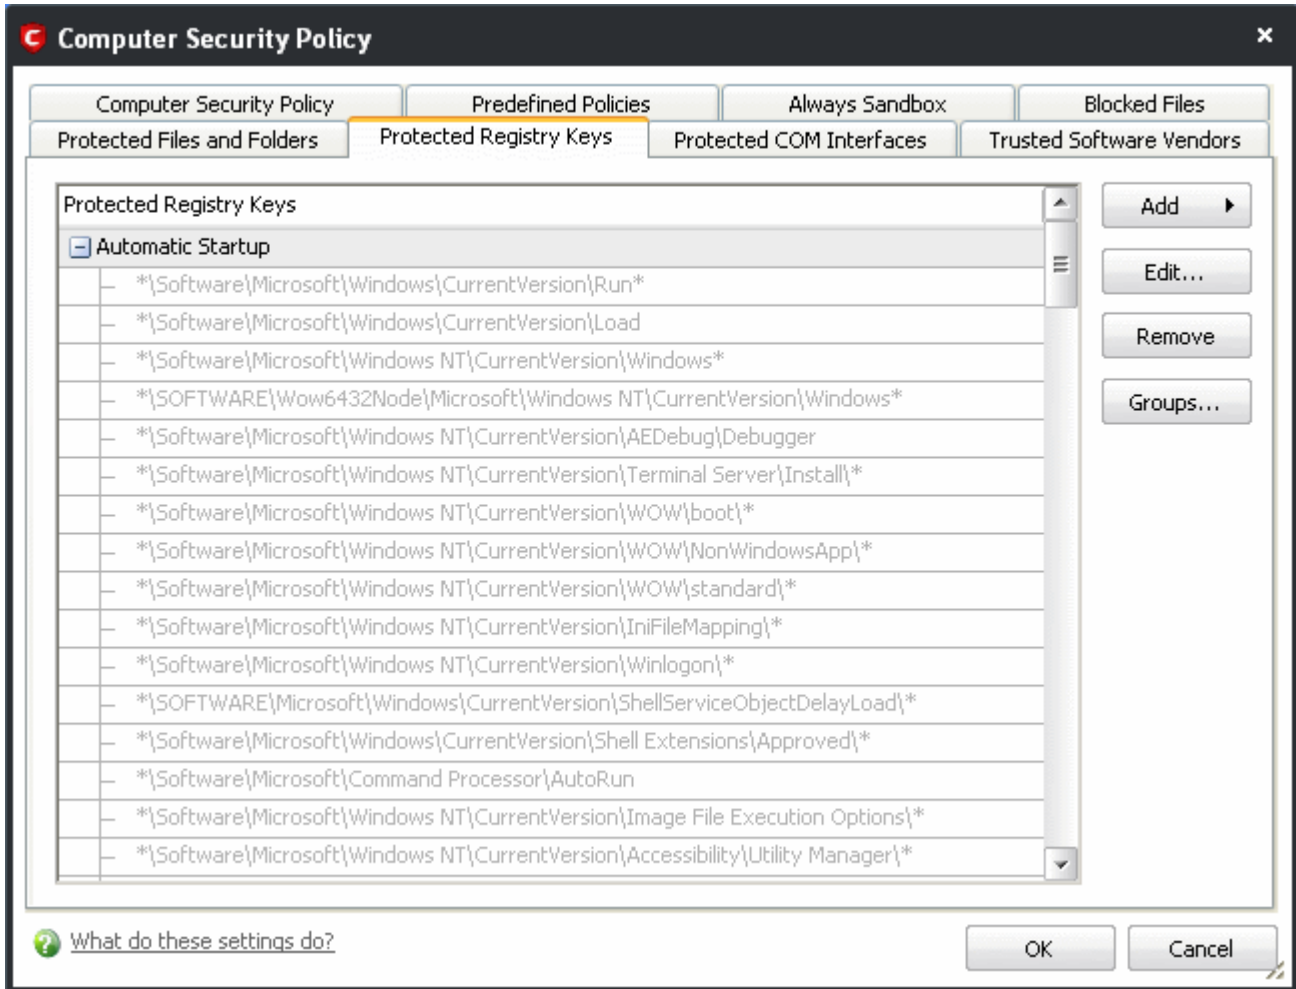 Computer Security Policy
Computer Security Policy Predefined Policies Always Sandbox Blocked Files
Protected Files and Folders Protected Registry Keys Protected COM Interfaces Trusted Software Vendors
Protected Registry Keys
Add
Automatic Startup
*\Software\Microsoft\Windows\CurrentVersion\Run*
Edit...
*\Software\Microsoft\Windows\CurrentVersion\Load
Remove
*\Software\Microsoft\Windows NT\CurrentVersion\Windows*
*\SOFTWARE\Wow6432Node\Microsoft\Windows NT\CurrentVersion\Windows*
Groups...
*\Software\Microsoft\Windows NT\CurrentVersion\AEDebug\Debugger
*\Software\Microsoft\Windows NT\CurrentVersion\Terminal Server\Install\*
*\Software\Microsoft\Windows NT\CurrentVersion\WOW\boot\*
*\Software\Microsoft\Windows NT\CurrentVersion\WOW\NonWindowsApp\*
*\Software\Microsoft\Windows NT\CurrentVersion\WOW\standard\*
*\Software\Microsoft\Windows NT\CurrentVersion\IniFileMapping\*
*\Software\Microsoft\Windows NT\CurrentVersion\Winlogon\*
*\SOFTWARE\Microsoft\Windows\CurrentVersion\ShellServiceObjectDelayLoad\*
*\Software\Microsoft\Windows\CurrentVersion\Shell Extensions\Approved\*
*\Software\Microsoft\Command Processor\AutoRun
*\Software\Microsoft\Windows NT\CurrentVersion\Image File Execution Options\*
*\Software\Microsoft\Windows NT\CurrentVersion\Accessibility\Utility Manager\*
What do these settings do?
OK Cancel